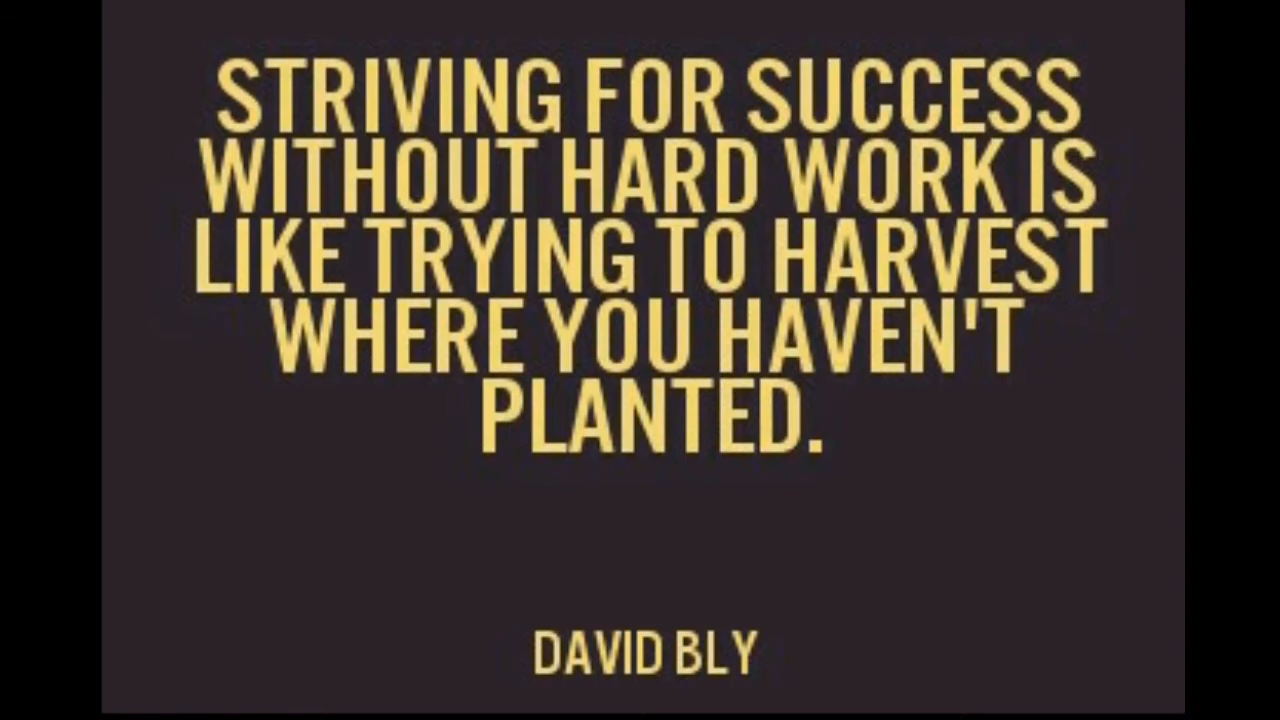 STRIVING FOR SUCCESS
WITHOUT HARD WORK IS
LIKE TRYING TO HARVEST
WHERE YOU HAVEN'T
PLANTED.
DAVID BLY